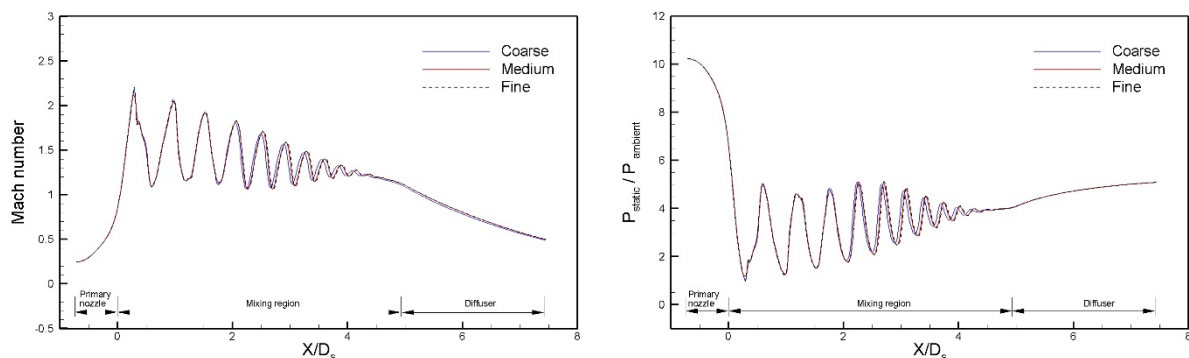 3
2.5
2
1.5
1
0.5
0
-0.5
Mach number
Coarse
Medium
Fine
Primary
nozzle
Mixing region
Diffuser
0
2
4
6
8
X/Ds
12
10
8
6
4
2
0
Pstatic / Pambient
Coarse
Medium
Fine
Primary
nozzle
Mixing region
Diffuser
0
2
4
6
8
X/Ds